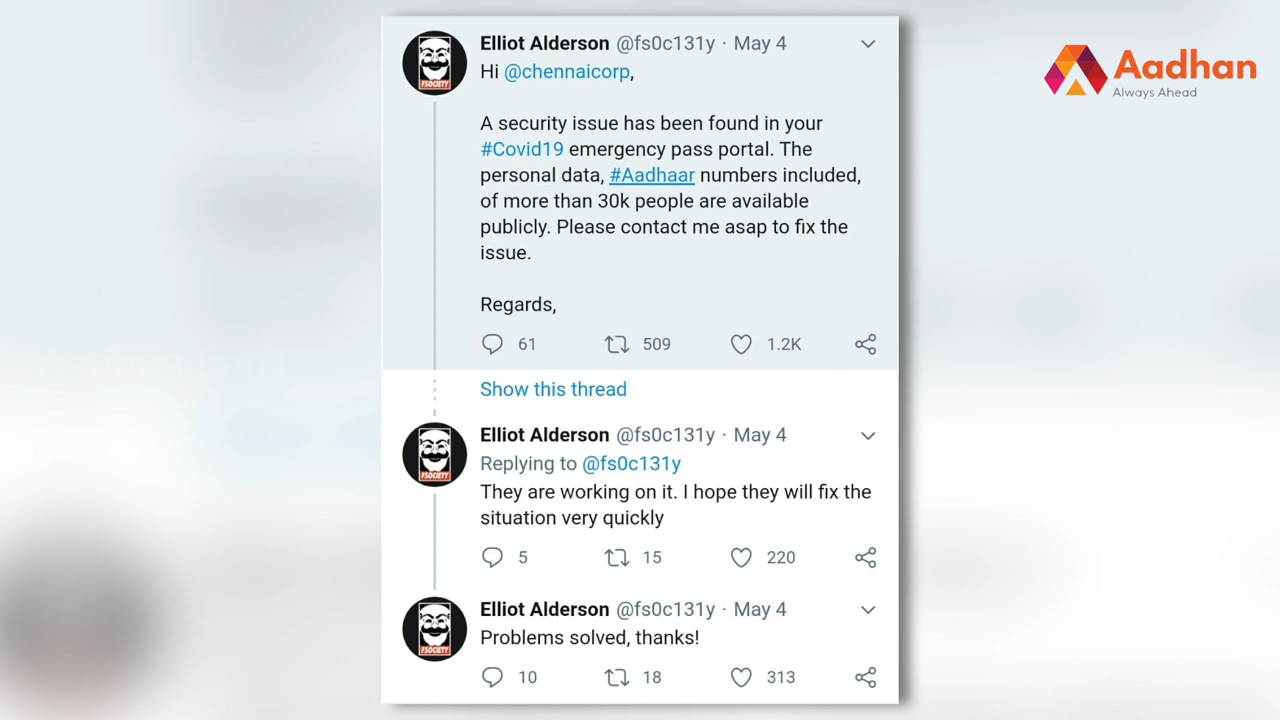 Aadhan
Always Ahead
Elliot Alderson @fs0c131y · May 4
Hi @chennaicorp,
A security issue has been found in your
#Covid19 emergency pass portal. The
personal data, #Aadhaar numbers included,
of more than 30k people are available
publicly. Please contact me asap to fix the
issue.
Regards,
61 509 1.2K
Show this thread
Elliot Alderson @fs0c131y · May 4
Replying to @fs0c131y
They are working on it. I hope they will fix the
situation very quickly
5 15 220
Elliot Alderson @fs0c131y · May 4
Problems solved, thanks!
10 18 313
FSOCIETY
FSOCIETY
FSOCIETY